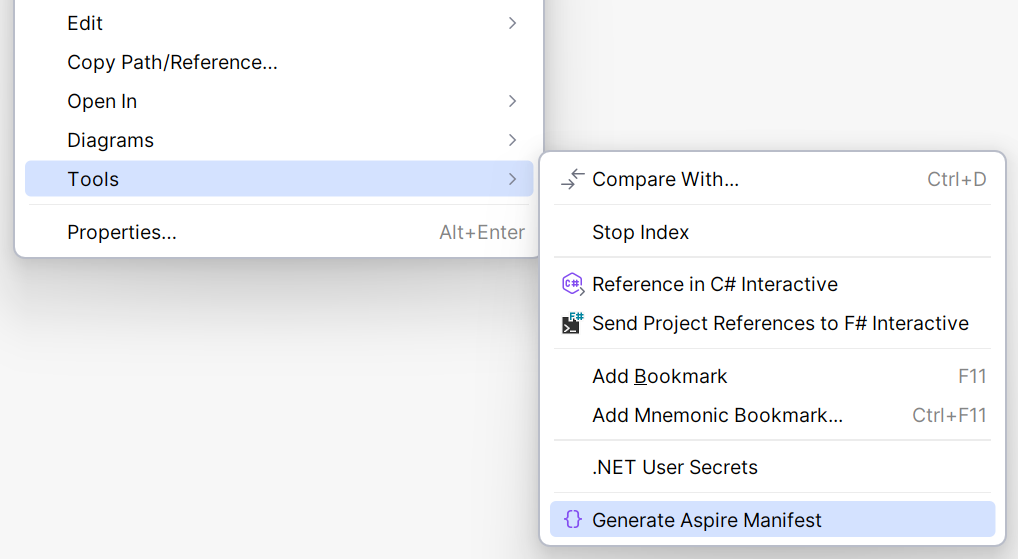 Edit
Copy Path/Reference...
Open In
Diagrams
Tools
Properties... Alt+Enter
Compare With... Ctrl+D
Stop Index
C# Reference in C# Interactive
F# Send Project References to F# Interactive
Add Bookmark F11
Add Mnemonic Bookmark... Ctrl+F11
.NET User Secrets
{} Generate Aspire Manifest